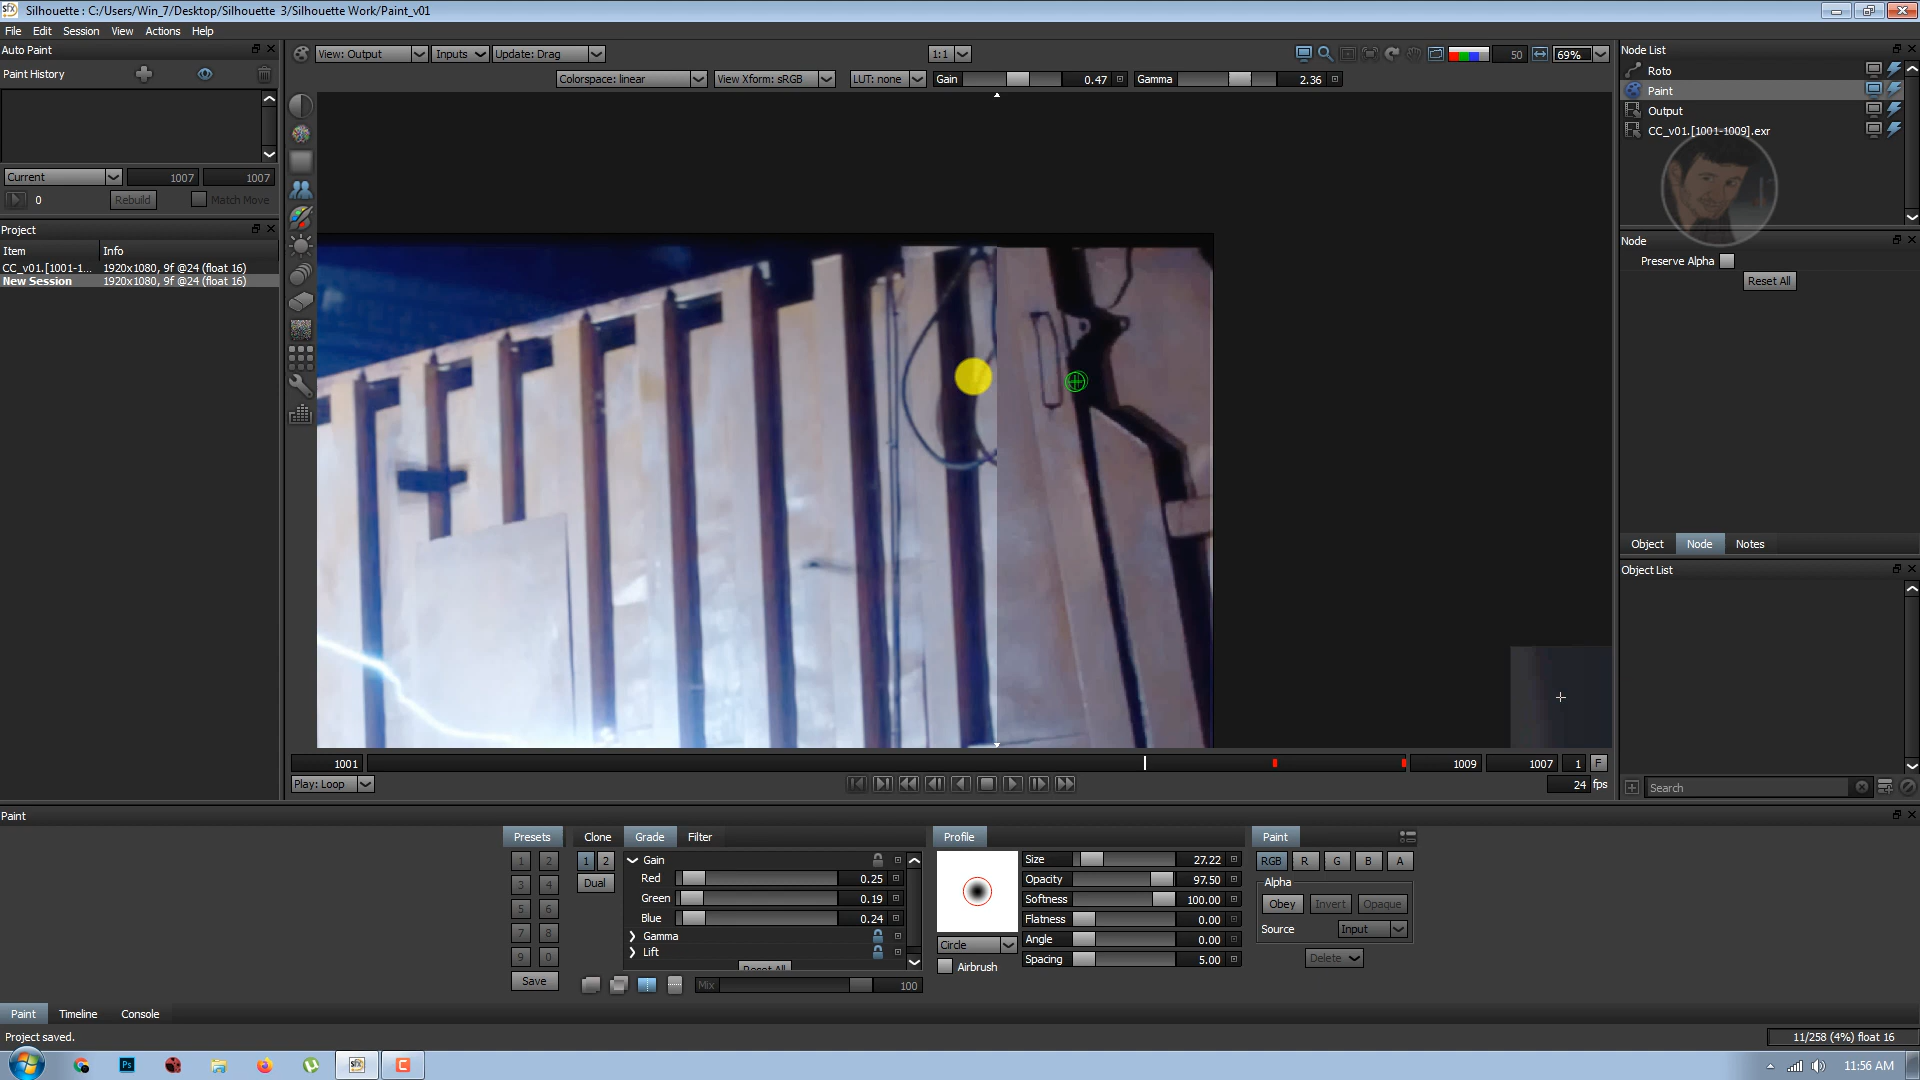 Silhouette : C:/Users/Win_7/Desktop/Silhouette 3/Silhouette Work/Paint_v01
File Edit Session View Actions Help
Auto Paint
Paint History
Current 1007 1007
0 Rebuild Match Move
Project
Item Info
CC_v01.[1001-1... 1920x1080, 9f @24 (float 16)
New Session 1920x1080, 9f @24 (float 16)
View: Output Inputs Update: Drag 1:1 50 69%
Colorspace: linear View Xform: sRGB LUT: none Gain 0.47 Gamma 2.36
Node List
Roto
Paint
Output
CC_v01.[1001-1009].exr
Node
Preserve Alpha
Reset All
Object Node Notes
Object List
Search
1001 1009 1007 1 F
Play: Loop 24 fps
Paint
Presets Clone Grade Filter Profile Paint
1 2
3 4
5 6
7 8
9 0
Save
1 2
Dual
Gain
Red 0.25
Green 0.19
Blue 0.24
Gamma
Lift
Reset All
Mix 100
Circle
Airbrush
Size 27.22
Opacity 97.50
Softness 100.00
Flatness 0.00
Angle 0.00
Spacing 5.00
RGB R G B A
Alpha
Obey Invert Opaque
Source Input
Delete
Paint Timeline Console
Project saved.
11/258 (4%) float 16
Ps
sfx
C
11:56 AM